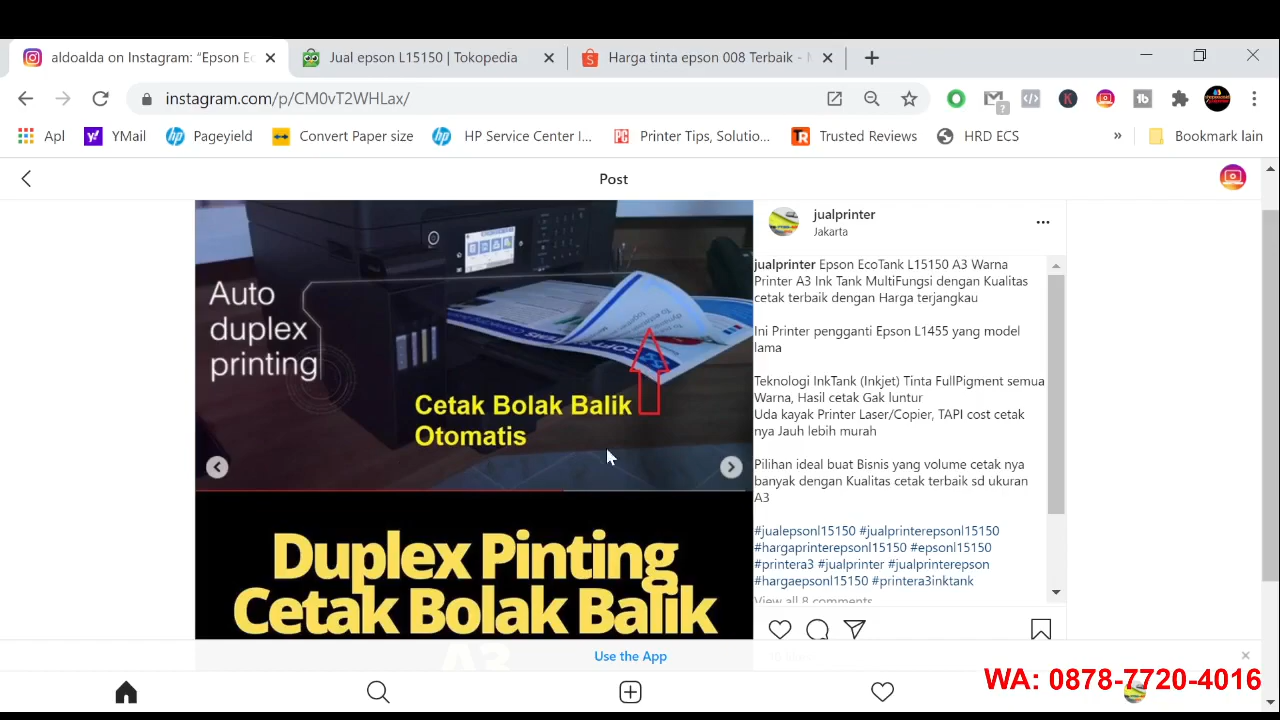 aldoalda on Instagram: “Epson Ec
Jual epson L15150 | Tokopedia
Harga tinta epson 008 Terbaik -
instagram.com/p/CM0vT2WHLax/
Apl
YMail
Pageyield
Convert Paper size
HP Service Center I...
Printer Tips, Solutio...
Trusted Reviews
HRD ECS
»
Bookmark lain
Post
Auto
duplex
printing
Cetak Bolak Balik
Otomatis
Duplex Pinting
Cetak Bolak Balik
A3
jualprinter
Jakarta
jualprinter Epson EcoTank L15150 A3 Warna
Printer A3 Ink Tank MultiFungsi dengan Kualitas
cetak terbaik dengan Harga terjangkau
Ini Printer pengganti Epson L1455 yang model
lama
Teknologi InkTank (Inkjet) Tinta FullPigment semua
Warna, Hasil cetak Gak luntur
Uda kayak Printer Laser/Copier, TAPI cost cetak
nya Jauh lebih murah
Pilihan ideal buat Bisnis yang volume cetak nya
banyak dengan Kualitas cetak terbaik sd ukuran
A3
#jualepsonl15150 #jualprinterepsonl15150
#hargaprinterepsonl15150 #epsonl15150
#printera3 #jualprinter #jualprinterepson
#hargaepsonl15150 #printera3inktank
View all 8 comments
Use the App
WA: 0878-7720-4016